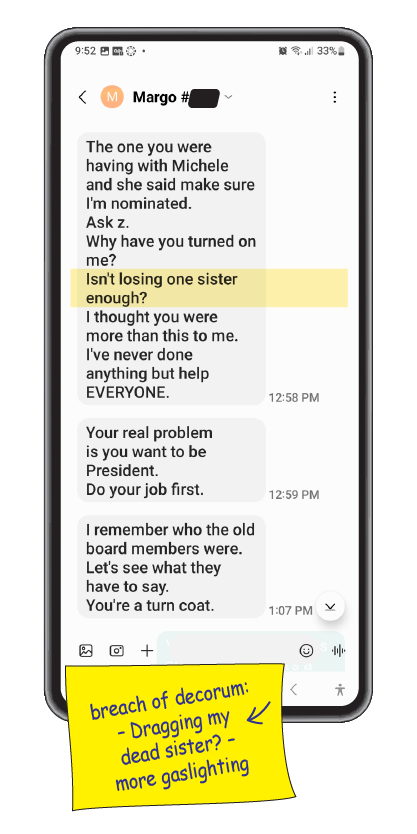 9:52
33%
M Margo #
The one you were
having with Michele
and she said make sure
I'm nominated.
Ask z.
Why have you turned on
me?
Isn't losing one sister
enough?
I thought you were
more than this to me.
I've never done
anything but help
EVERYONE.
12:58 PM
Your real problem
is you want to be
President.
Do your job first.
12:59 PM
I remember who the old
board members were.
Let's see what they
have to say.
You're a turn coat.
1:07 PM
breach of decorum:
- Dragging my
dead sister? -
more gaslighting